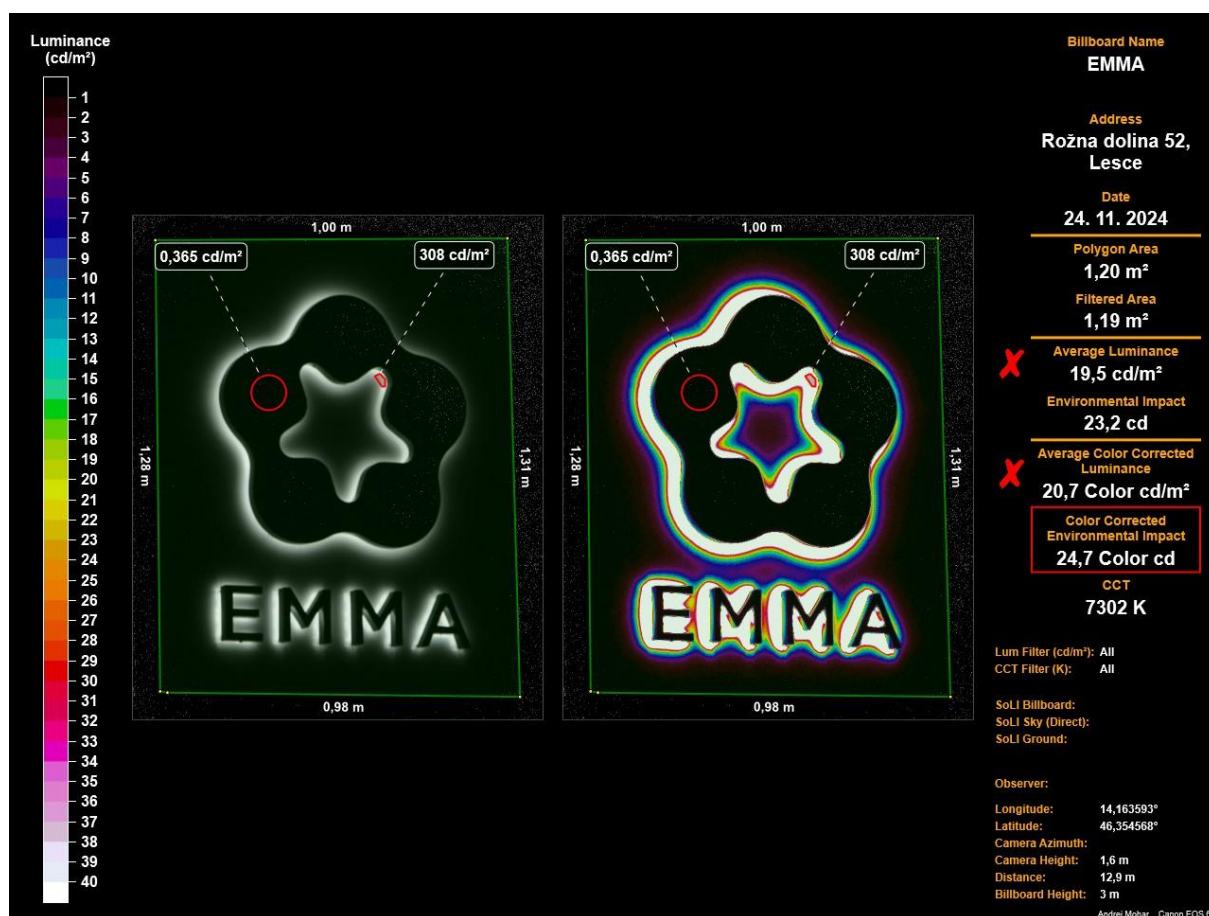 Luminance
(cd/m²)
1
2
3
4
5
6
7
8
9
10
11
12
13
14
15
16
17
18
19
20
21
22
23
24
25
26
27
28
29
30
31
32
33
34
35
36
37
38
39
40
1,00 m
0,365 cd/m²
308 cd/m²
1,28 m
1,31 m
EMMA
0,98 m
1,00 m
0,365 cd/m²
308 cd/m²
1,28 m
1,31 m
EMMA
0,98 m
Billboard Name
EMMA
Address
Rožna dolina 52,
Lesce
Date
24. 11. 2024
Polygon Area
1,20 m²
Filtered Area
1,19 m²
Average Luminance
19,5 cd/m²
Environmental Impact
23,2 cd
Average Color Corrected
Luminance
20,7 Color cd/m²
Color Corrected
Environmental Impact
24,7 Color cd
CCT
7302 K
Lum Filter (cd/m²): All
CCT Filter (K): All
SoLI Billboard:
SoLI Sky (Direct):
SoLI Ground:
Observer:
Longitude: 14,163593°
Latitude: 46,354568°
Camera Azimuth:
Camera Height: 1,6 m
Distance: 12,9 m
Billboard Height: 3 m
Andrej Mohar Canon EOS